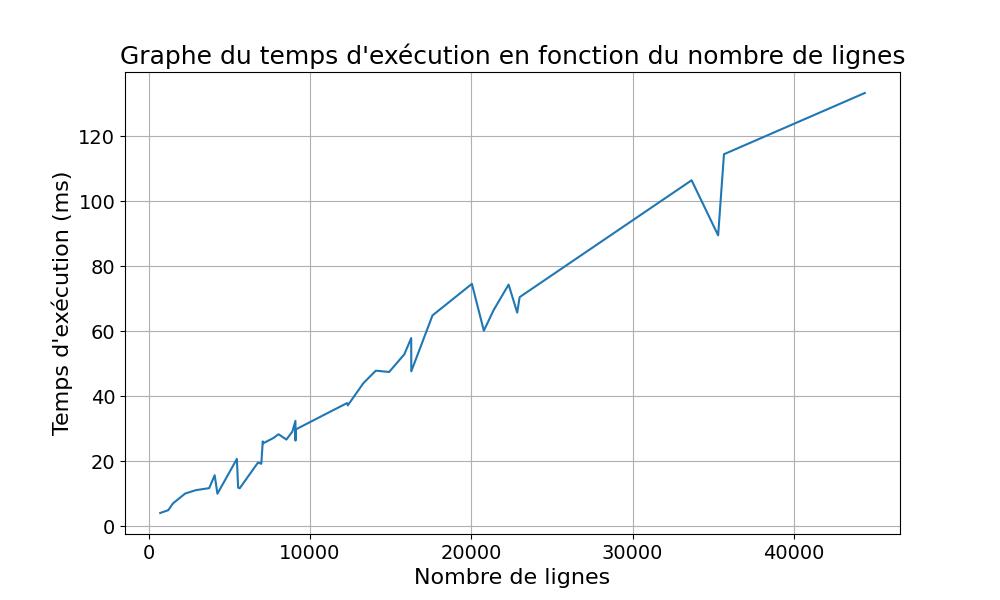 Graphe du temps d'exécution en fonction du nombre de lignes
Temps d'exécution (ms)
120
100
80
60
40
20
0
0 10000 20000 30000 40000
Nombre de lignes